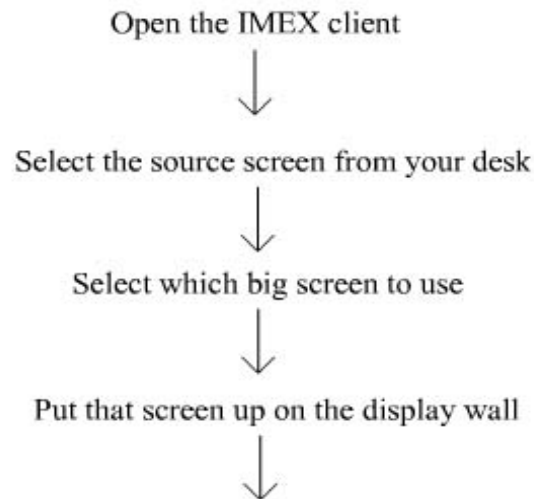 Open the IMEX client
Select the source screen from your desk
Select which big screen to use
Put that screen up on the display wall